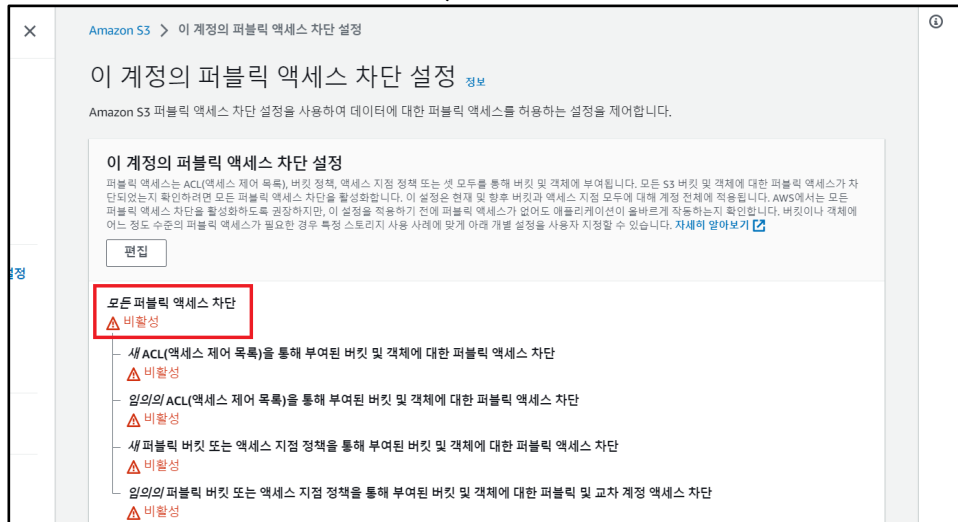 Amazon S3 > 이 계정의 퍼블릭 액세스 차단 설정
이 계정의 퍼블릭 액세스 차단 설정 정보
Amazon S3 퍼블릭 액세스 차단 설정을 사용하여 데이터에 대한 퍼블릭 액세스를 허용하는 설정을 제어합니다.
이 계정의 퍼블릭 액세스 차단 설정
퍼블릭 액세스는 ACL(액세스 제어 목록), 버킷 정책, 액세스 지점 정책 또는 셋 모두를 통해 버킷 및 객체에 부여됩니다. 모든 S3 버킷 및 객체에 대한 퍼블릭 액세스가 차
단되었는지 확인하려면 모든 퍼블릭 액세스 차단을 활성화합니다. 이 설정은 현재 및 향후 버킷과 액세스 지점 모두에 대해 계정 전체에 적용됩니다. AWS에서는 모든
퍼블릭 액세스 차단을 활성화하도록 권장하지만, 이 설정을 적용하기 전에 퍼블릭 액세스가 없어도 애플리케이션이 올바르게 작동하는지 확인합니다. 버킷이나 객체에
어느 정도 수준의 퍼블릭 액세스가 필요한 경우 특정 스토리지 사용 사례에 맞게 아래 개별 설정을 사용자 지정할 수 있습니다. 자세히 알아보기
편집
설정
모든 퍼블릭 액세스 차단
비활성
새 ACL(액세스 제어 목록)을 통해 부여된 버킷 및 객체에 대한 퍼블릭 액세스 차단
비활성
임의의 ACL(액세스 제어 목록)을 통해 부여된 버킷 및 객체에 대한 퍼블릭 액세스 차단
비활성
새 퍼블릭 버킷 또는 액세스 지점 정책을 통해 부여된 버킷 및 객체에 대한 퍼블릭 액세스 차단
비활성
임의의 퍼블릭 버킷 또는 액세스 지점 정책을 통해 부여된 버킷 및 객체에 대한 퍼블릭 및 교차 계정 액세스 차단
비활성